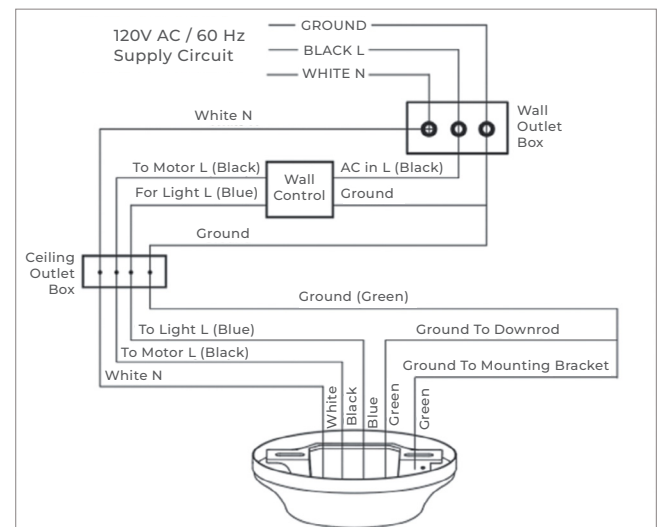 GROUND
120V AC / 60 Hz
Supply Circuit
BLACK L
WHITE N
Wall
Outlet
Box
White N
To Motor L (Black)
AC in L (Black)
Wall
Control
For Light L (Blue)
Ground
Ground
Ceiling
Outlet
Box
Ground (Green)
To Light L (Blue)
Ground To Downrod
To Motor L (Black)
Ground To Mounting Bracket
White N
White
Black
Blue
Green
Green